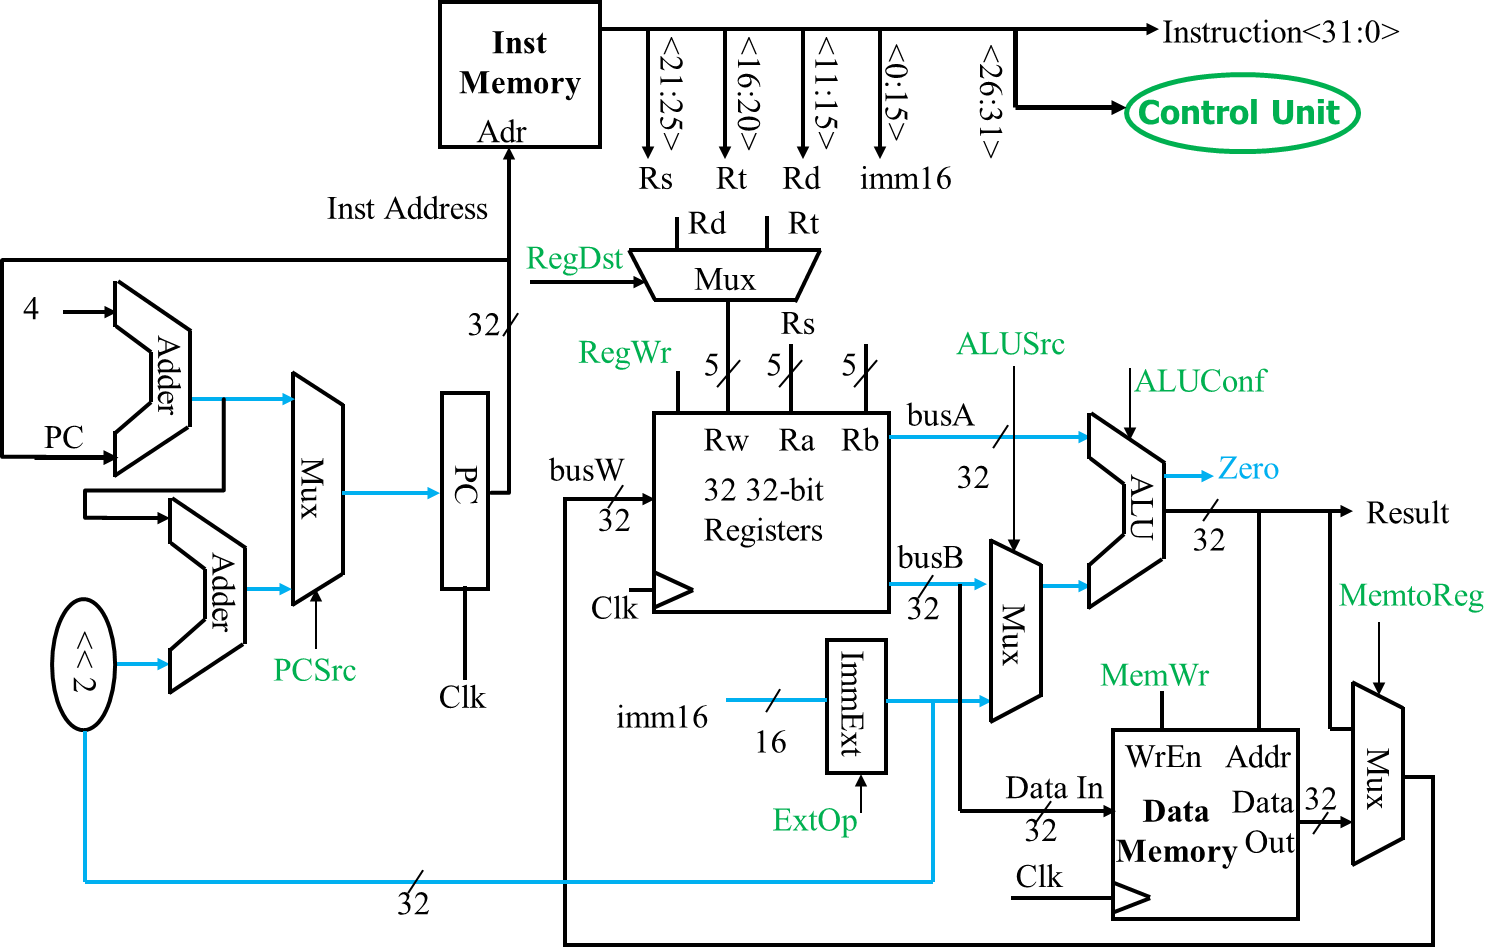 Inst
Memory
Adr
<21:25>
<16:20>
<11:15>
<0:15>
<26:31>
Instruction<31:0>
Control Unit
Rs
Rt
Rd
imm16
Inst Address
Rd
Rt
RegDst
Mux
4
Adder
PC
32
Rs
RegWr
5
5
5
ALUSrc
ALUConf
busA
32
Rw
Ra
Rb
32 32-bit
Registers
busW
32
Clk
busB
32
Mux
PC
Clk
PCSrc
Adder
<< 2
ALU
Zero
32
Result
Mux
MemtoReg
MemWr
imm16
16
ImmExt
ExtOp
WrEn
Addr
Data In
32
Data
Memory
Data
Out
32
Mux
Clk
32